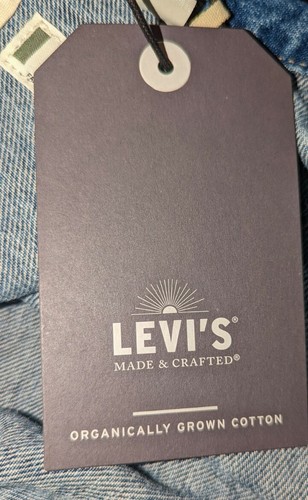 LEVI'S®
MADE & CRAFTED®
ORGANICALLY GROWN COTTON